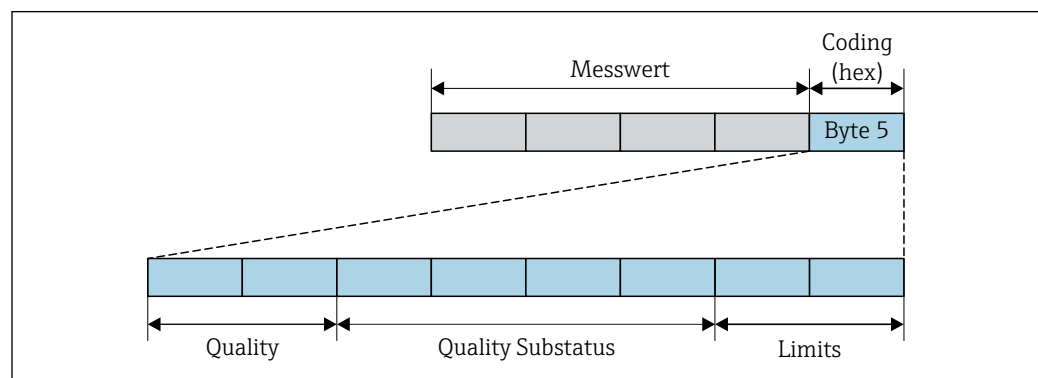 Coding
Messwert
(hex)
Byte 5
Quality
Quality Substatus
Limits